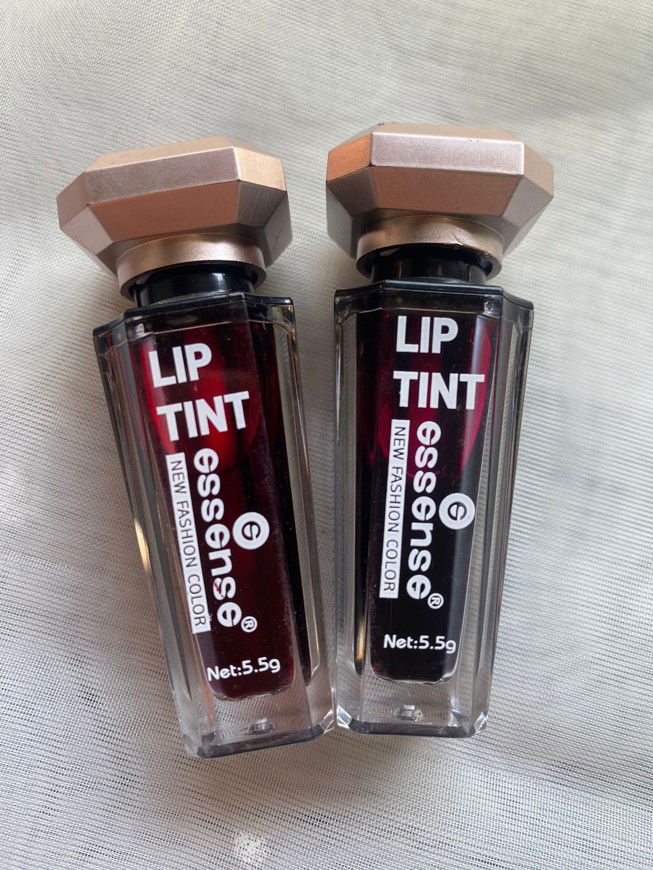 LIP
TINT
essense®
e
NEW FASHION COLOR
Net:5.5g
LIP
TINT
essense®
e
NEW FASHION COLOR
Net:5.5g